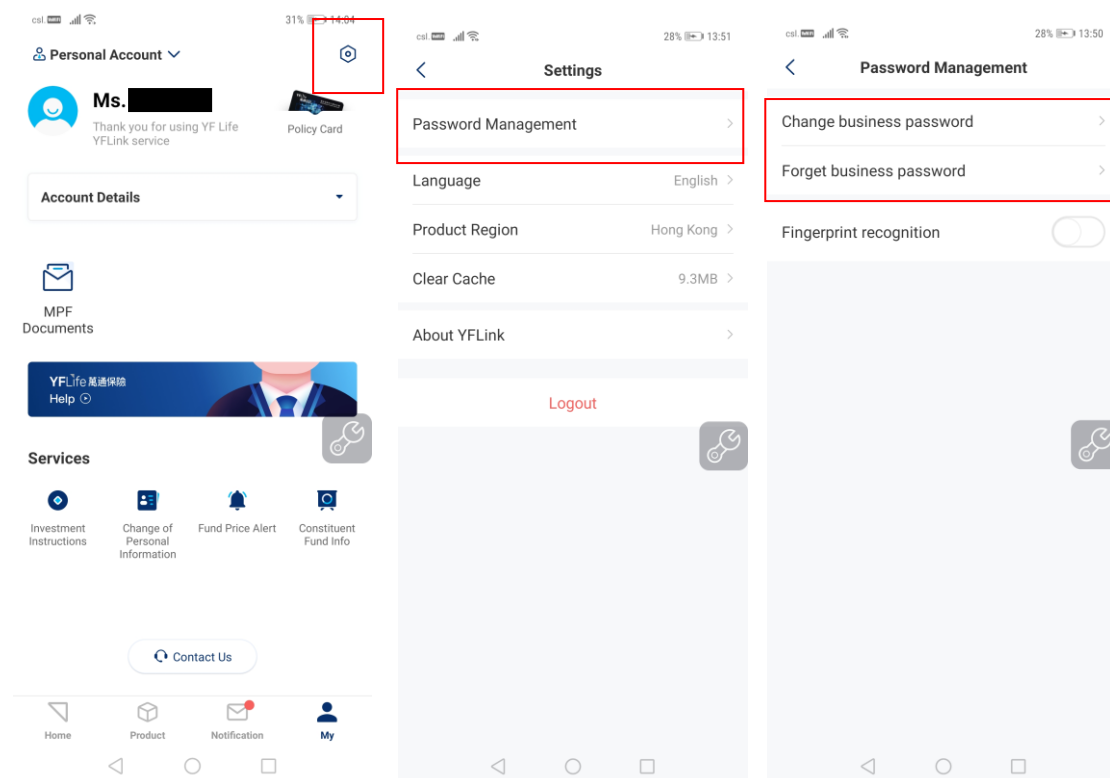 csl.
31%
14:04
Personal Account
Ms.
Thank you for using YF Life
YFLink service
Policy Card
Account Details
MPF
Documents
YFLife 萬通保險
Help
Services
Investment
Instructions
Change of
Personal
Information
Fund Price Alert
Constituent
Fund Info
Contact Us
Home
Product
Notification
My
csl.
28%
13:51
Settings
Password Management
Language
English
Product Region
Hong Kong
Clear Cache
9.3MB
About YFLink
Logout
csl.
28%
13:50
Password Management
Change business password
Forget business password
Fingerprint recognition